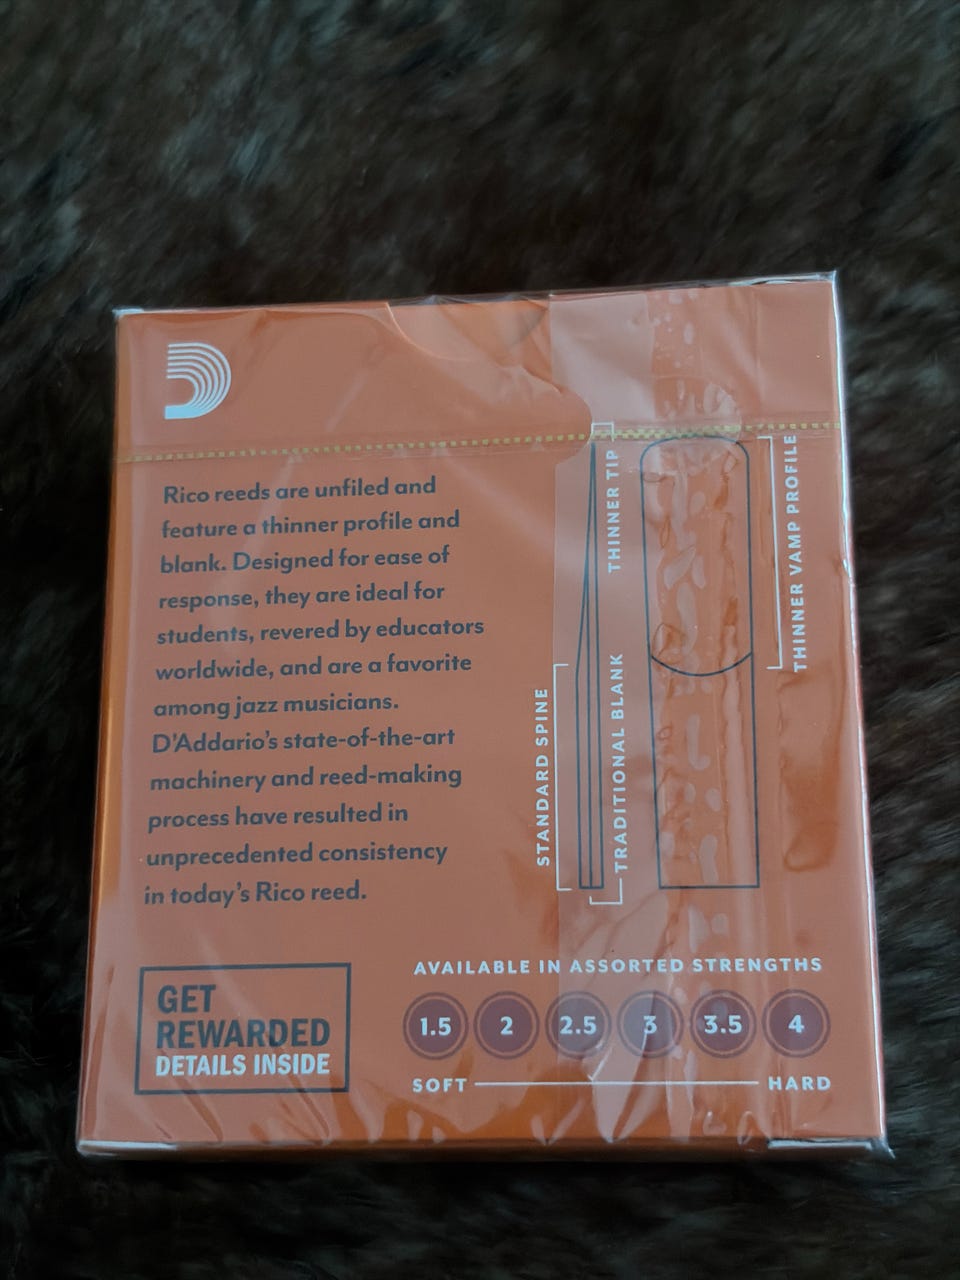 Rico reeds are unfiled and
feature a thinner profile and
blank. Designed for ease of
response, they are ideal for
students, revered by educators
worldwide, and are a favorite
among jazz musicians.
D'Addario's state-of-the-art
machinery and reed-making
process have resulted in
unprecedented consistency
in today's Rico reed.
STANDARD SPINE
THINNER TIP
TRADITIONAL BLANK
THINNER VAMP PROFILE
GET
REWARDED
DETAILS INSIDE
AVAILABLE IN ASSORTED STRENGTHS
1.5 2 2.5 3 3.5 4
SOFT HARD